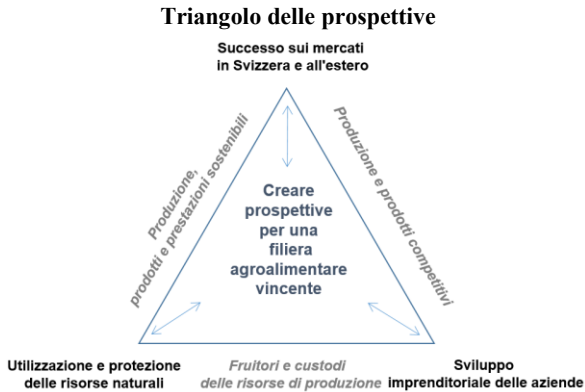 Triangolo delle prospettive
Successo sui mercati
in Svizzera e all'estero
Produzione,
prodotti e prestazioni sostenibili
Produzione e prodotti competitivi
Creare
prospettive
per una
filiera
agroalimentare
vincente
Utilizzazione e protezione
delle risorse naturali
Fruitori e custodi
delle risorse di produzione
Sviluppo
imprenditoriale delle aziende